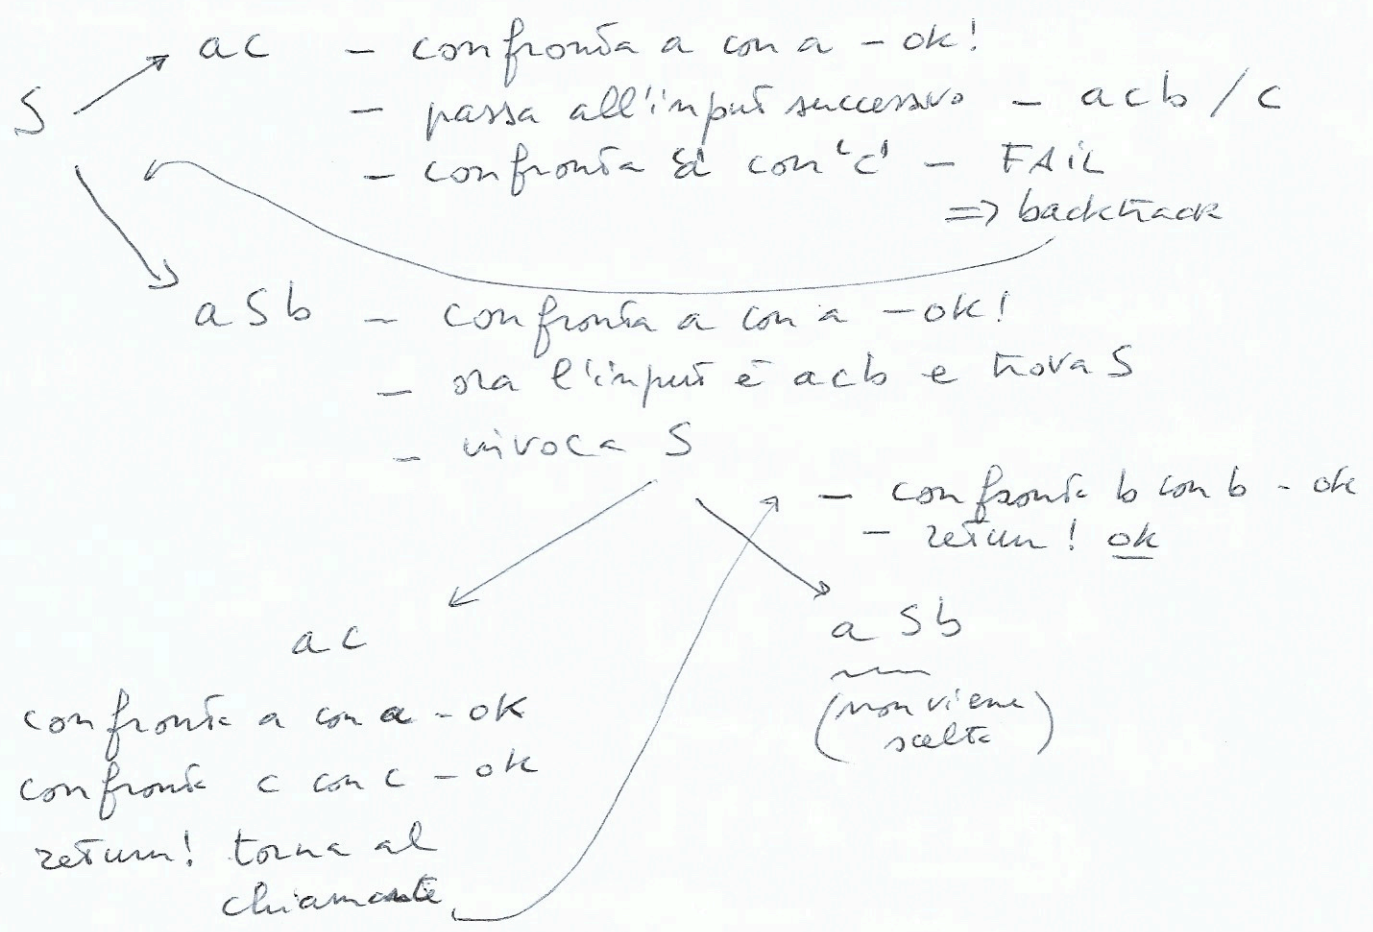 S
ac – confronta a con a – ok!
– passa all'input successivo – acb / c
– confronta 'a' con 'c' – FAIL
=> backtrack
aSb – confronta a con a – ok!
– ora l'input è acb e trova S
– invoca S
– confronta b con b - ok
– return! ok
ac
aSb
(non viene
scelta)
confronta a con a - ok
confronta c con c - ok
return! torna al
chiamante